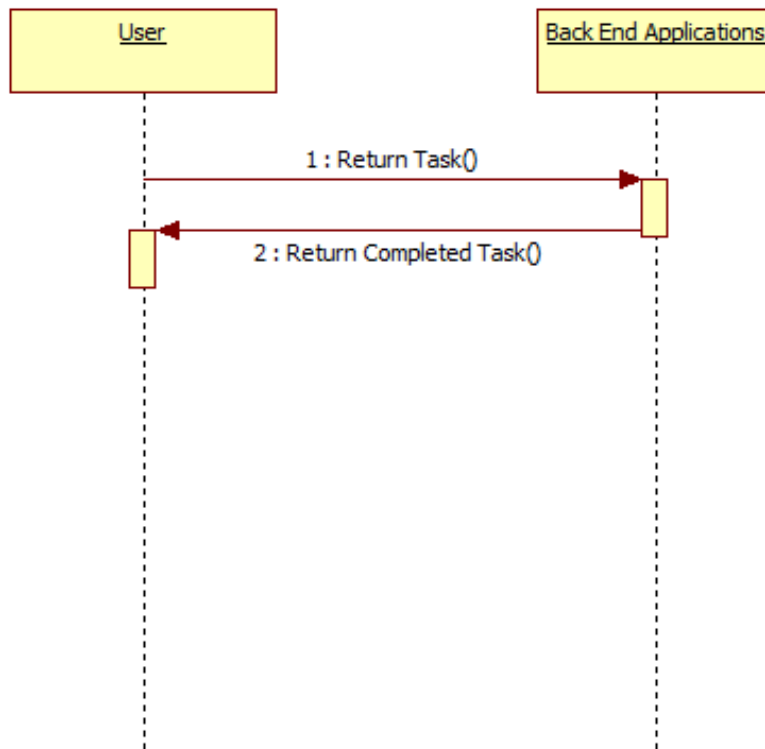 User
Back End Applications
1 : Return Task()
2 : Return Completed Task()